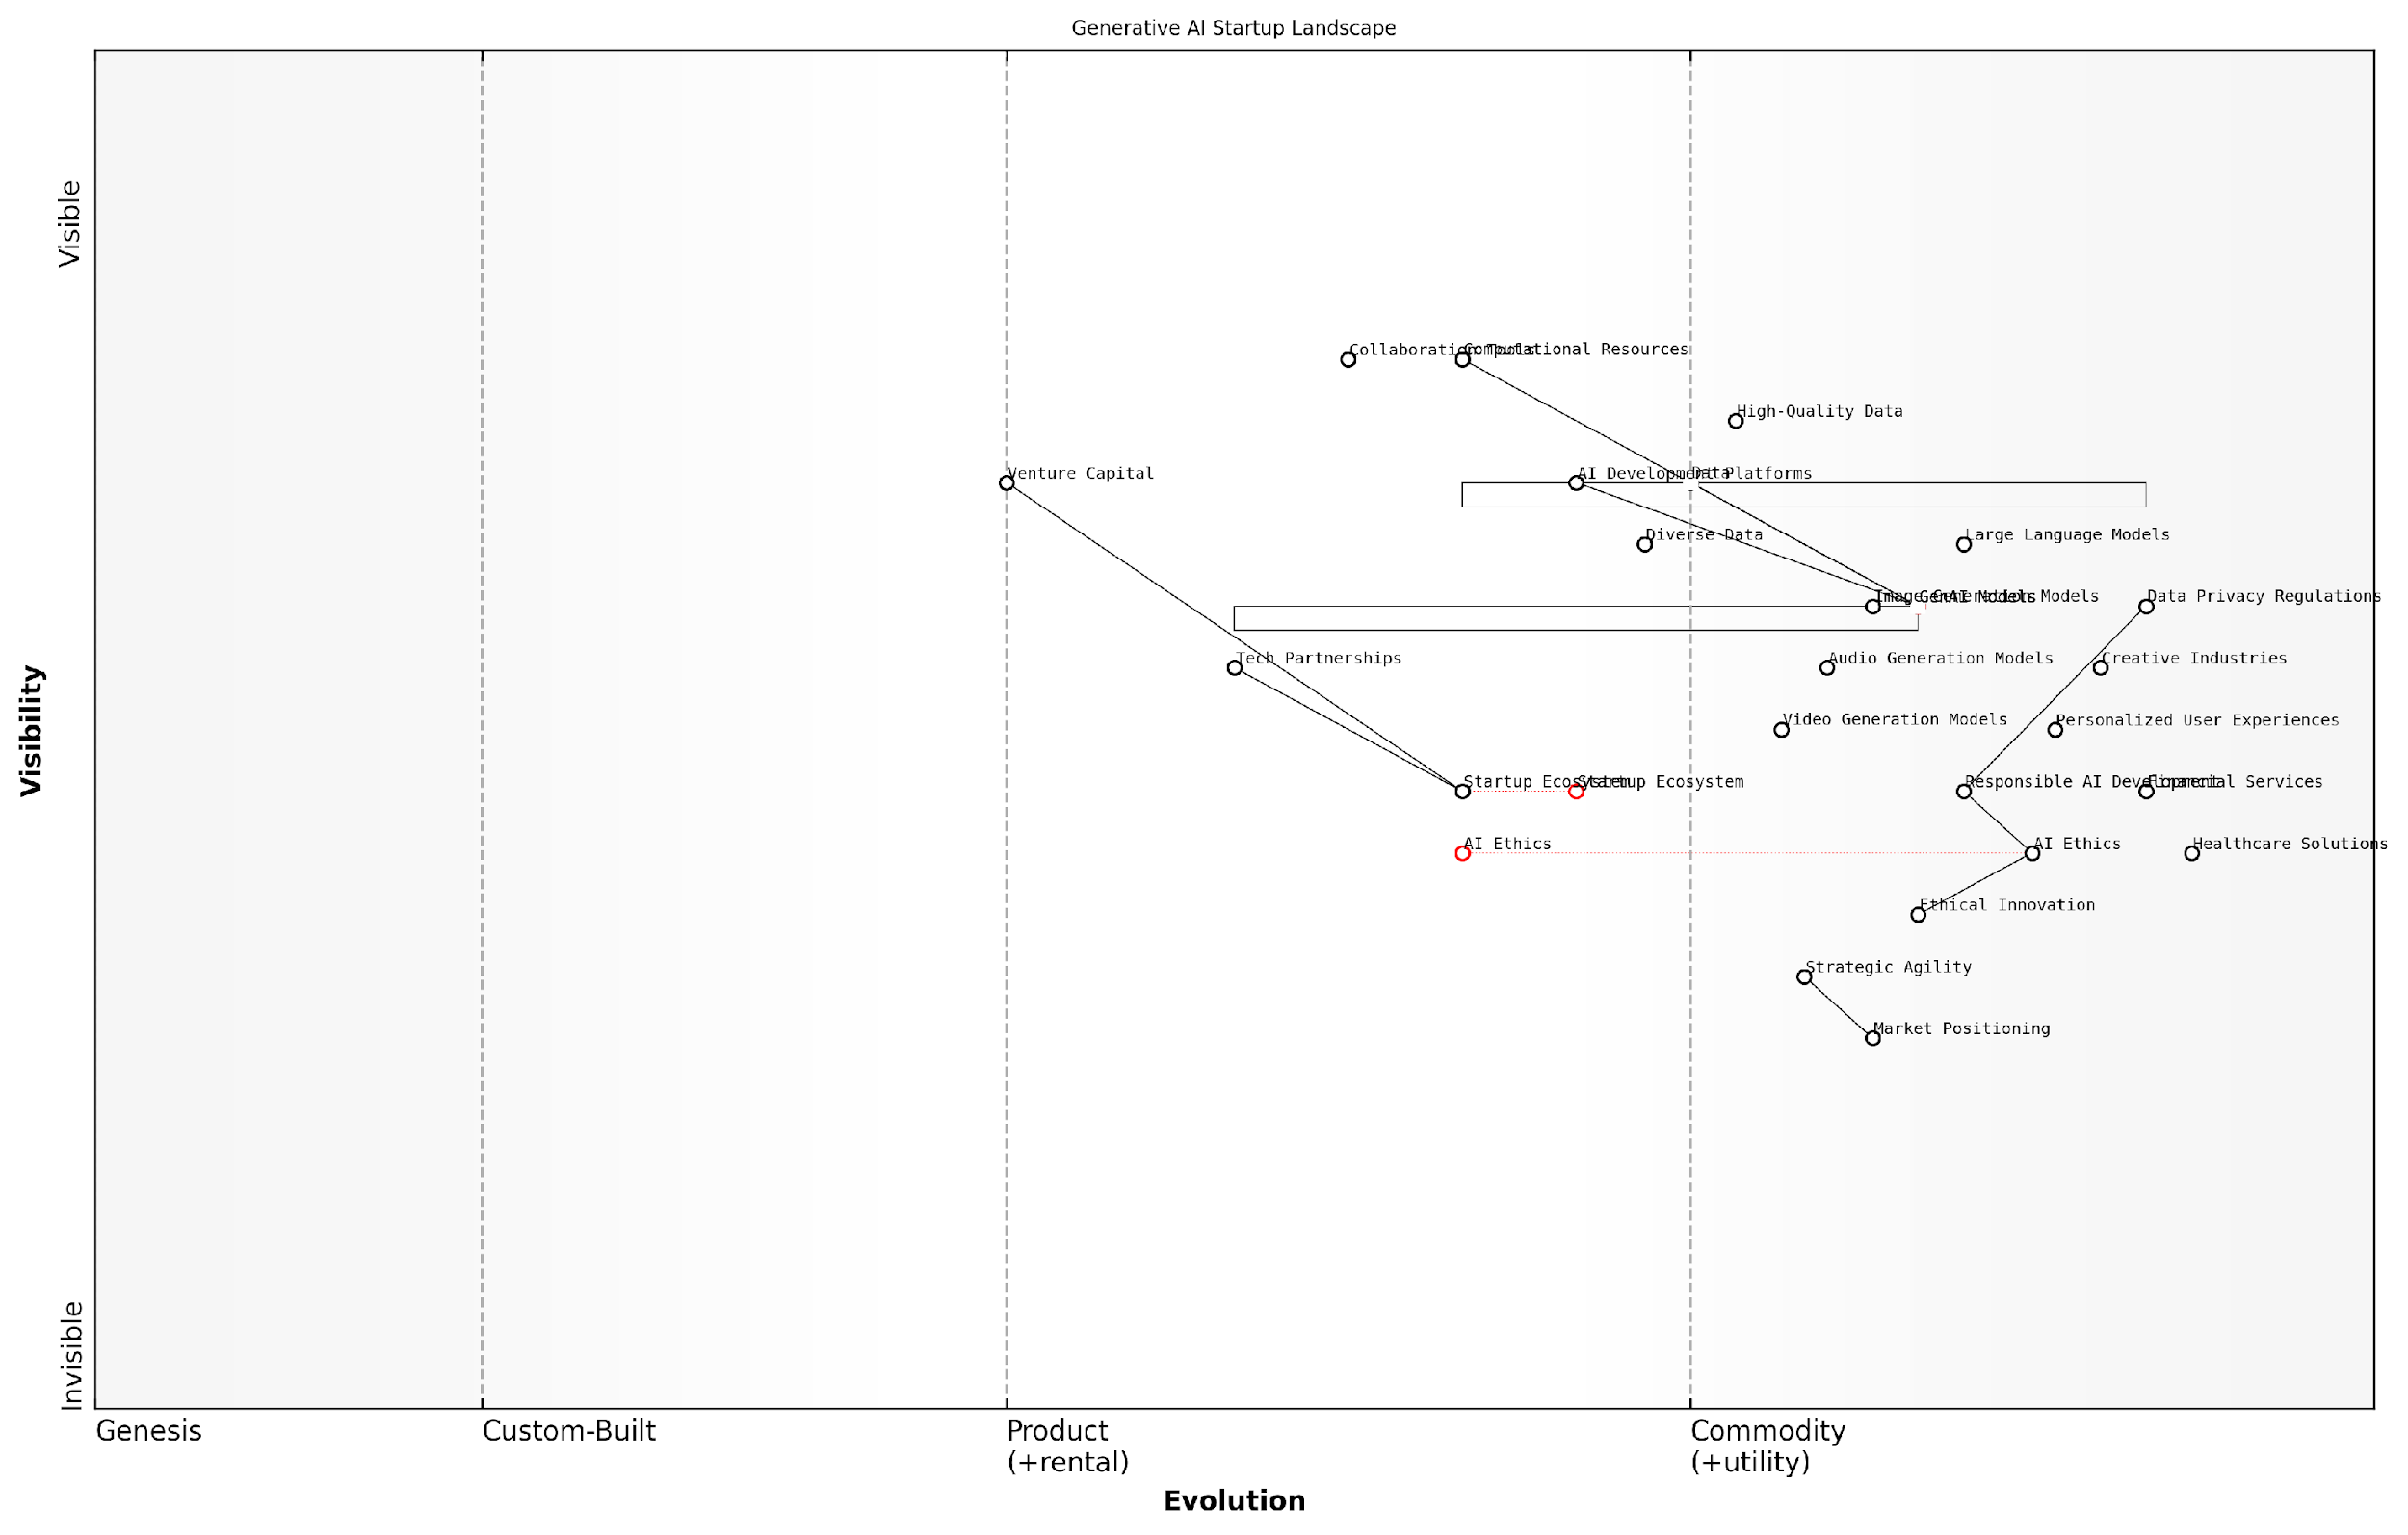 Generative AI Startup Landscape
Visible
Collaboration Tools
Computational Resources
High-Quality Data
Venture Capital
AI Development Platforms
Data
Diverse Data
Large Language Models
Image Generation Models
GenAI Models
Data Privacy Regulations
Tech Partnerships
Audio Generation Models
Creative Industries
Video Generation Models
Personalized User Experiences
Visibility
Startup Ecosystem
Startup Ecosystem
Responsible AI Development
Financial Services
AI Ethics
AI Ethics
Healthcare Solutions
Ethical Innovation
Strategic Agility
Market Positioning
Invisible
Genesis
Custom-Built
Product
(+rental)
Commodity
(+utility)
Evolution